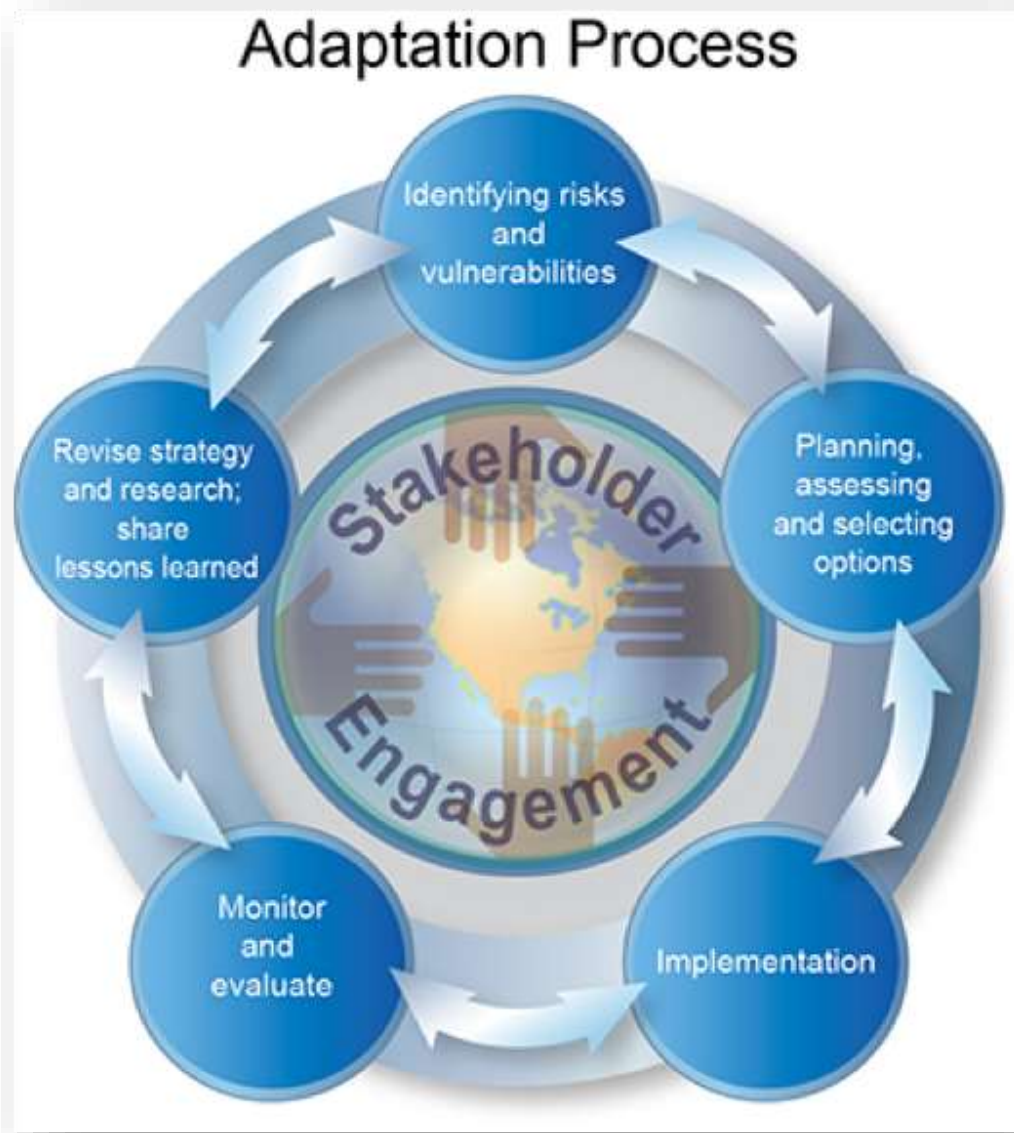 Adaptation Process
Identifying risks
and
vulnerabilities
Planning,
assessing
and selecting
options
Implementation
Monitor
and
evaluate
Revise strategy
and research;
share
lessons learned
Stakeholder
Engagement